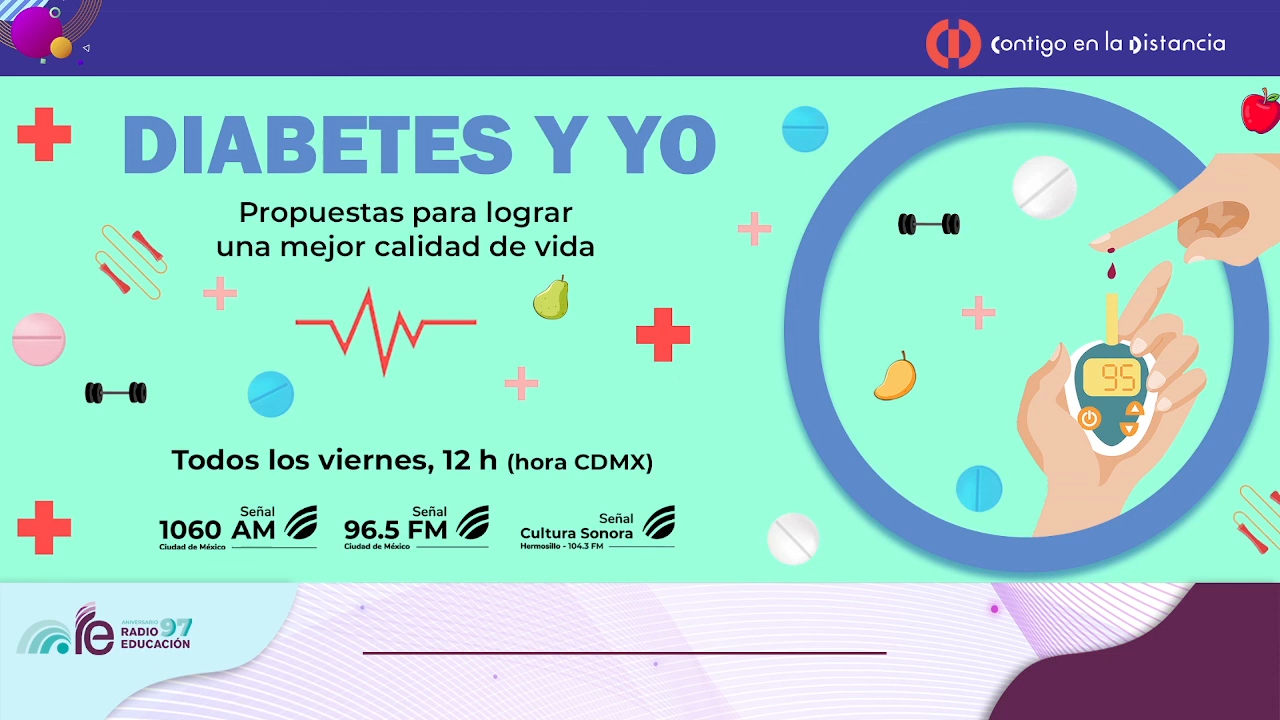 Contigo en la Distancia
DIABETES Y YO
Propuestas para lograr
una mejor calidad de vida
95
Todos los viernes, 12 h (hora CDMX)
Señal
1060 AM
Ciudad de México
Señal
96.5 FM
Ciudad de México
Señal
Cultura Sonora
Hermosillo - 104.3 FM
re
ANIVERSARIO
97
RADIO
EDUCACIÓN